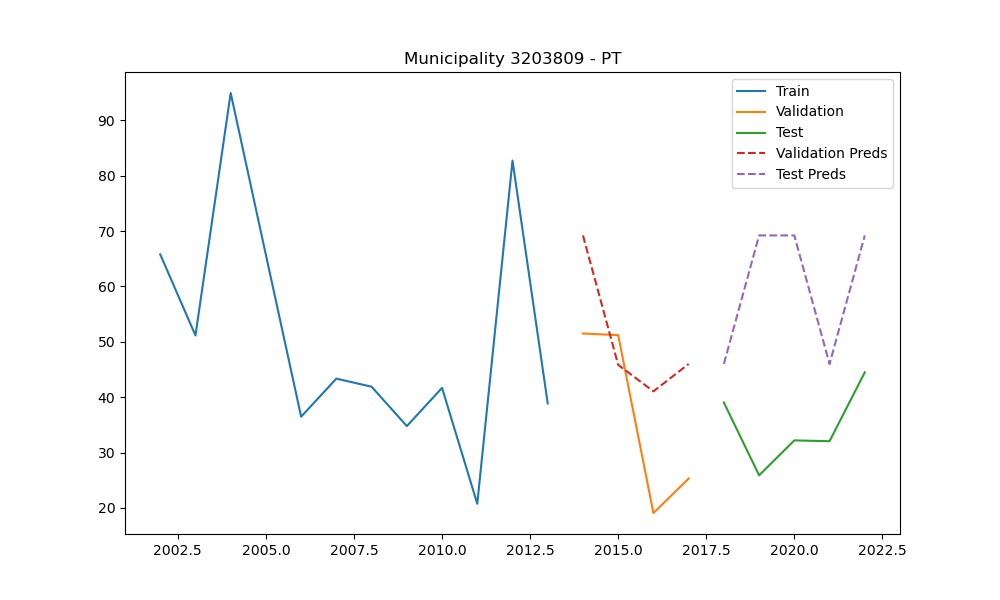 Municipality 3203809 - PT
Train
Validation
Test
Validation Preds
Test Preds
90
80
70
60
50
40
30
20
2002.5 2005.0 2007.5 2010.0 2012.5 2015.0 2017.5 2020.0 2022.5